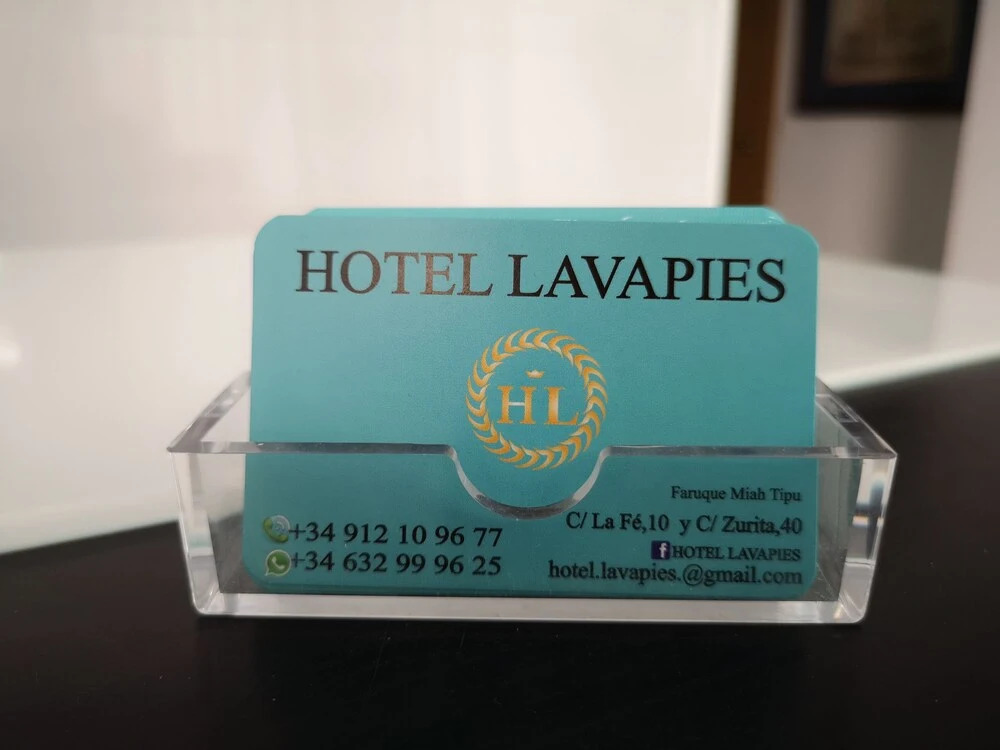 HOTEL LAVAPIES
HL
Faruque Miah Tipu
C/ La Fé,10 y C/ Zurita,40
+34 912 10 96 77
HOTEL LAVAPIES
+34 632 99 96 25
hotel.lavapies.@gmail.com